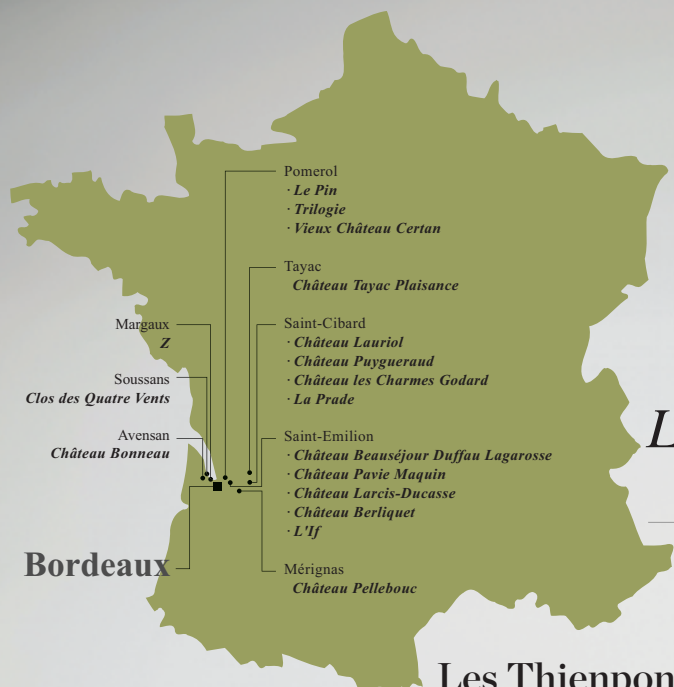 Pomerol
· Le Pin
· Trilogie
· Vieux Château Certan
Tayac
Château Tayac Plaisance
Margaux
Z
Saint-Cibard
· Château Lauriol
· Château Puygueraud
· Château les Charmes Godard
· La Prade
Soussans
Clos des Quatre Vents
Avensan
Château Bonneau
Saint-Emilion
· Château Beauséjour Duffau Lagarosse
· Château Pavie Maquin
· Château Larcis-Ducasse
· Château Berliquet
· L'If
Bordeaux
Mérignas
Château Pellebouc
L
Les Thienpon